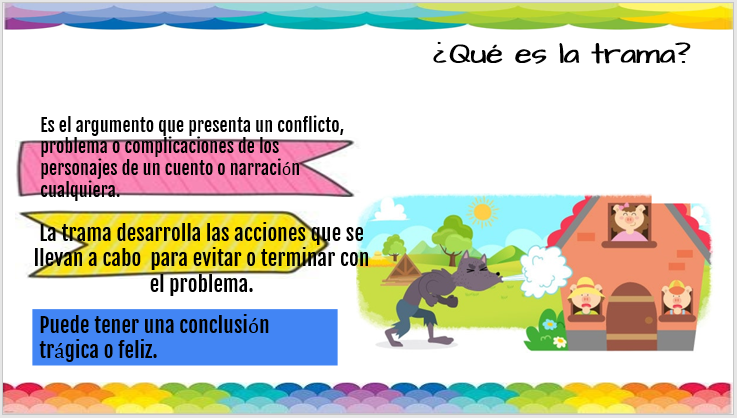 ¿Qué es la trama?
Es el argumento que presenta un conflicto,
problema o complicaciones de los
personajes de un cuento o narración
cualquiera.
La trama desarrolla las acciones que se
llevan a cabo para evitar o terminar con
el problema.
Puede tener una conclusión
trágica o feliz.